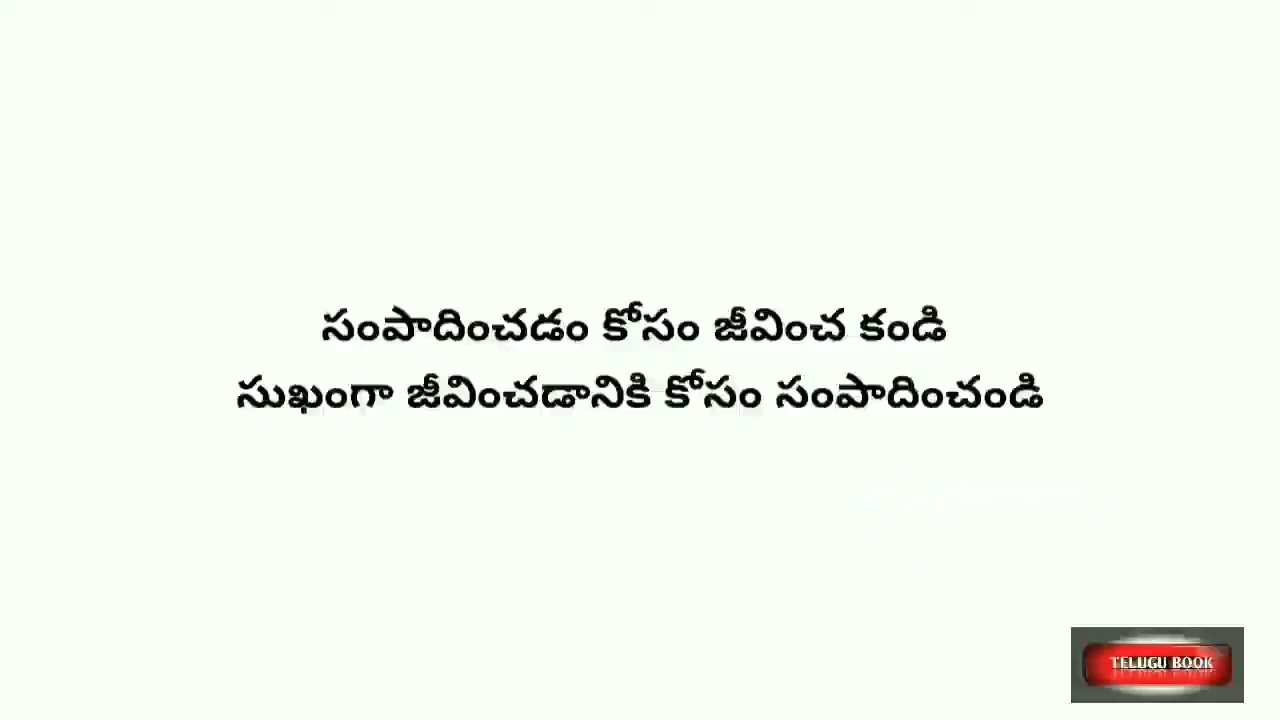 సంపాదించడం కోసం జీవించ కండి
సుఖంగా జీవించడానికి కోసం సంపాదించండి
TELUGU BOOK